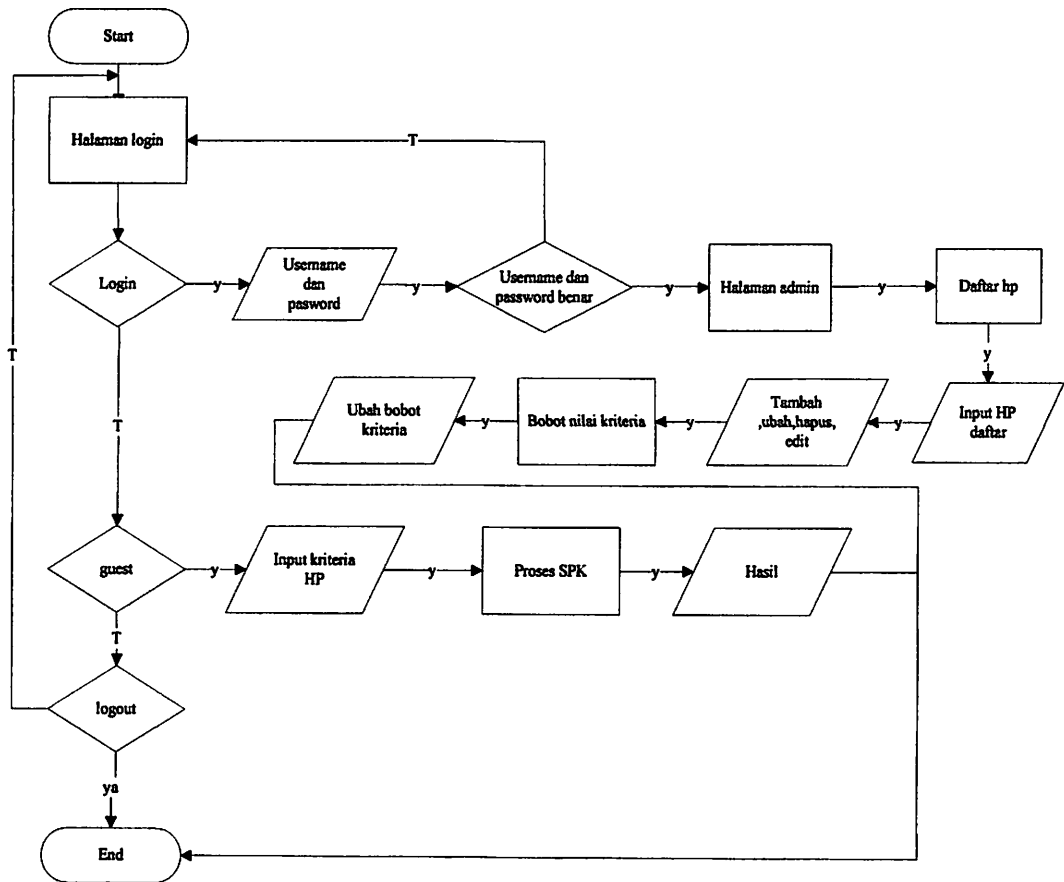 Start
Halaman login
T
Login
y
Username
dan
pasword
y
Username dan
password benar
y
Halaman admin
y
Daftar hp
y
T
T
Ubah bobot
kriteria
y
Bobot nilai kriteria
y
Tambah
,ubah,hapus,
edit
y
Input HP
daftar
guest
y
Input kriteria
HP
y
Proses SPK
y
Hasil
T
logout
ya
End